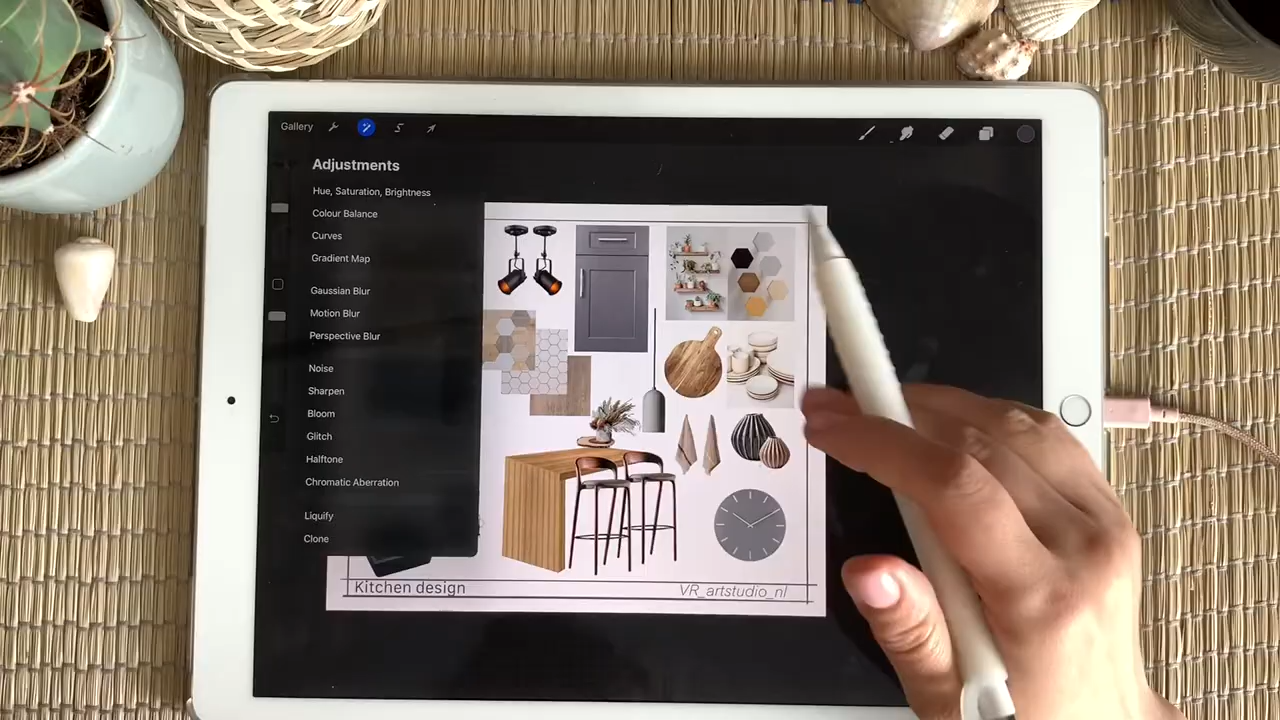 Gallery
Adjustments
Hue, Saturation, Brightness
Colour Balance
Curves
Gradient Map
Gaussian Blur
Motion Blur
Perspective Blur
Noise
Sharpen
Bloom
Glitch
Halftone
Chromatic Aberration
Liquify
Clone
Kitchen design
VR_artstudio_nl